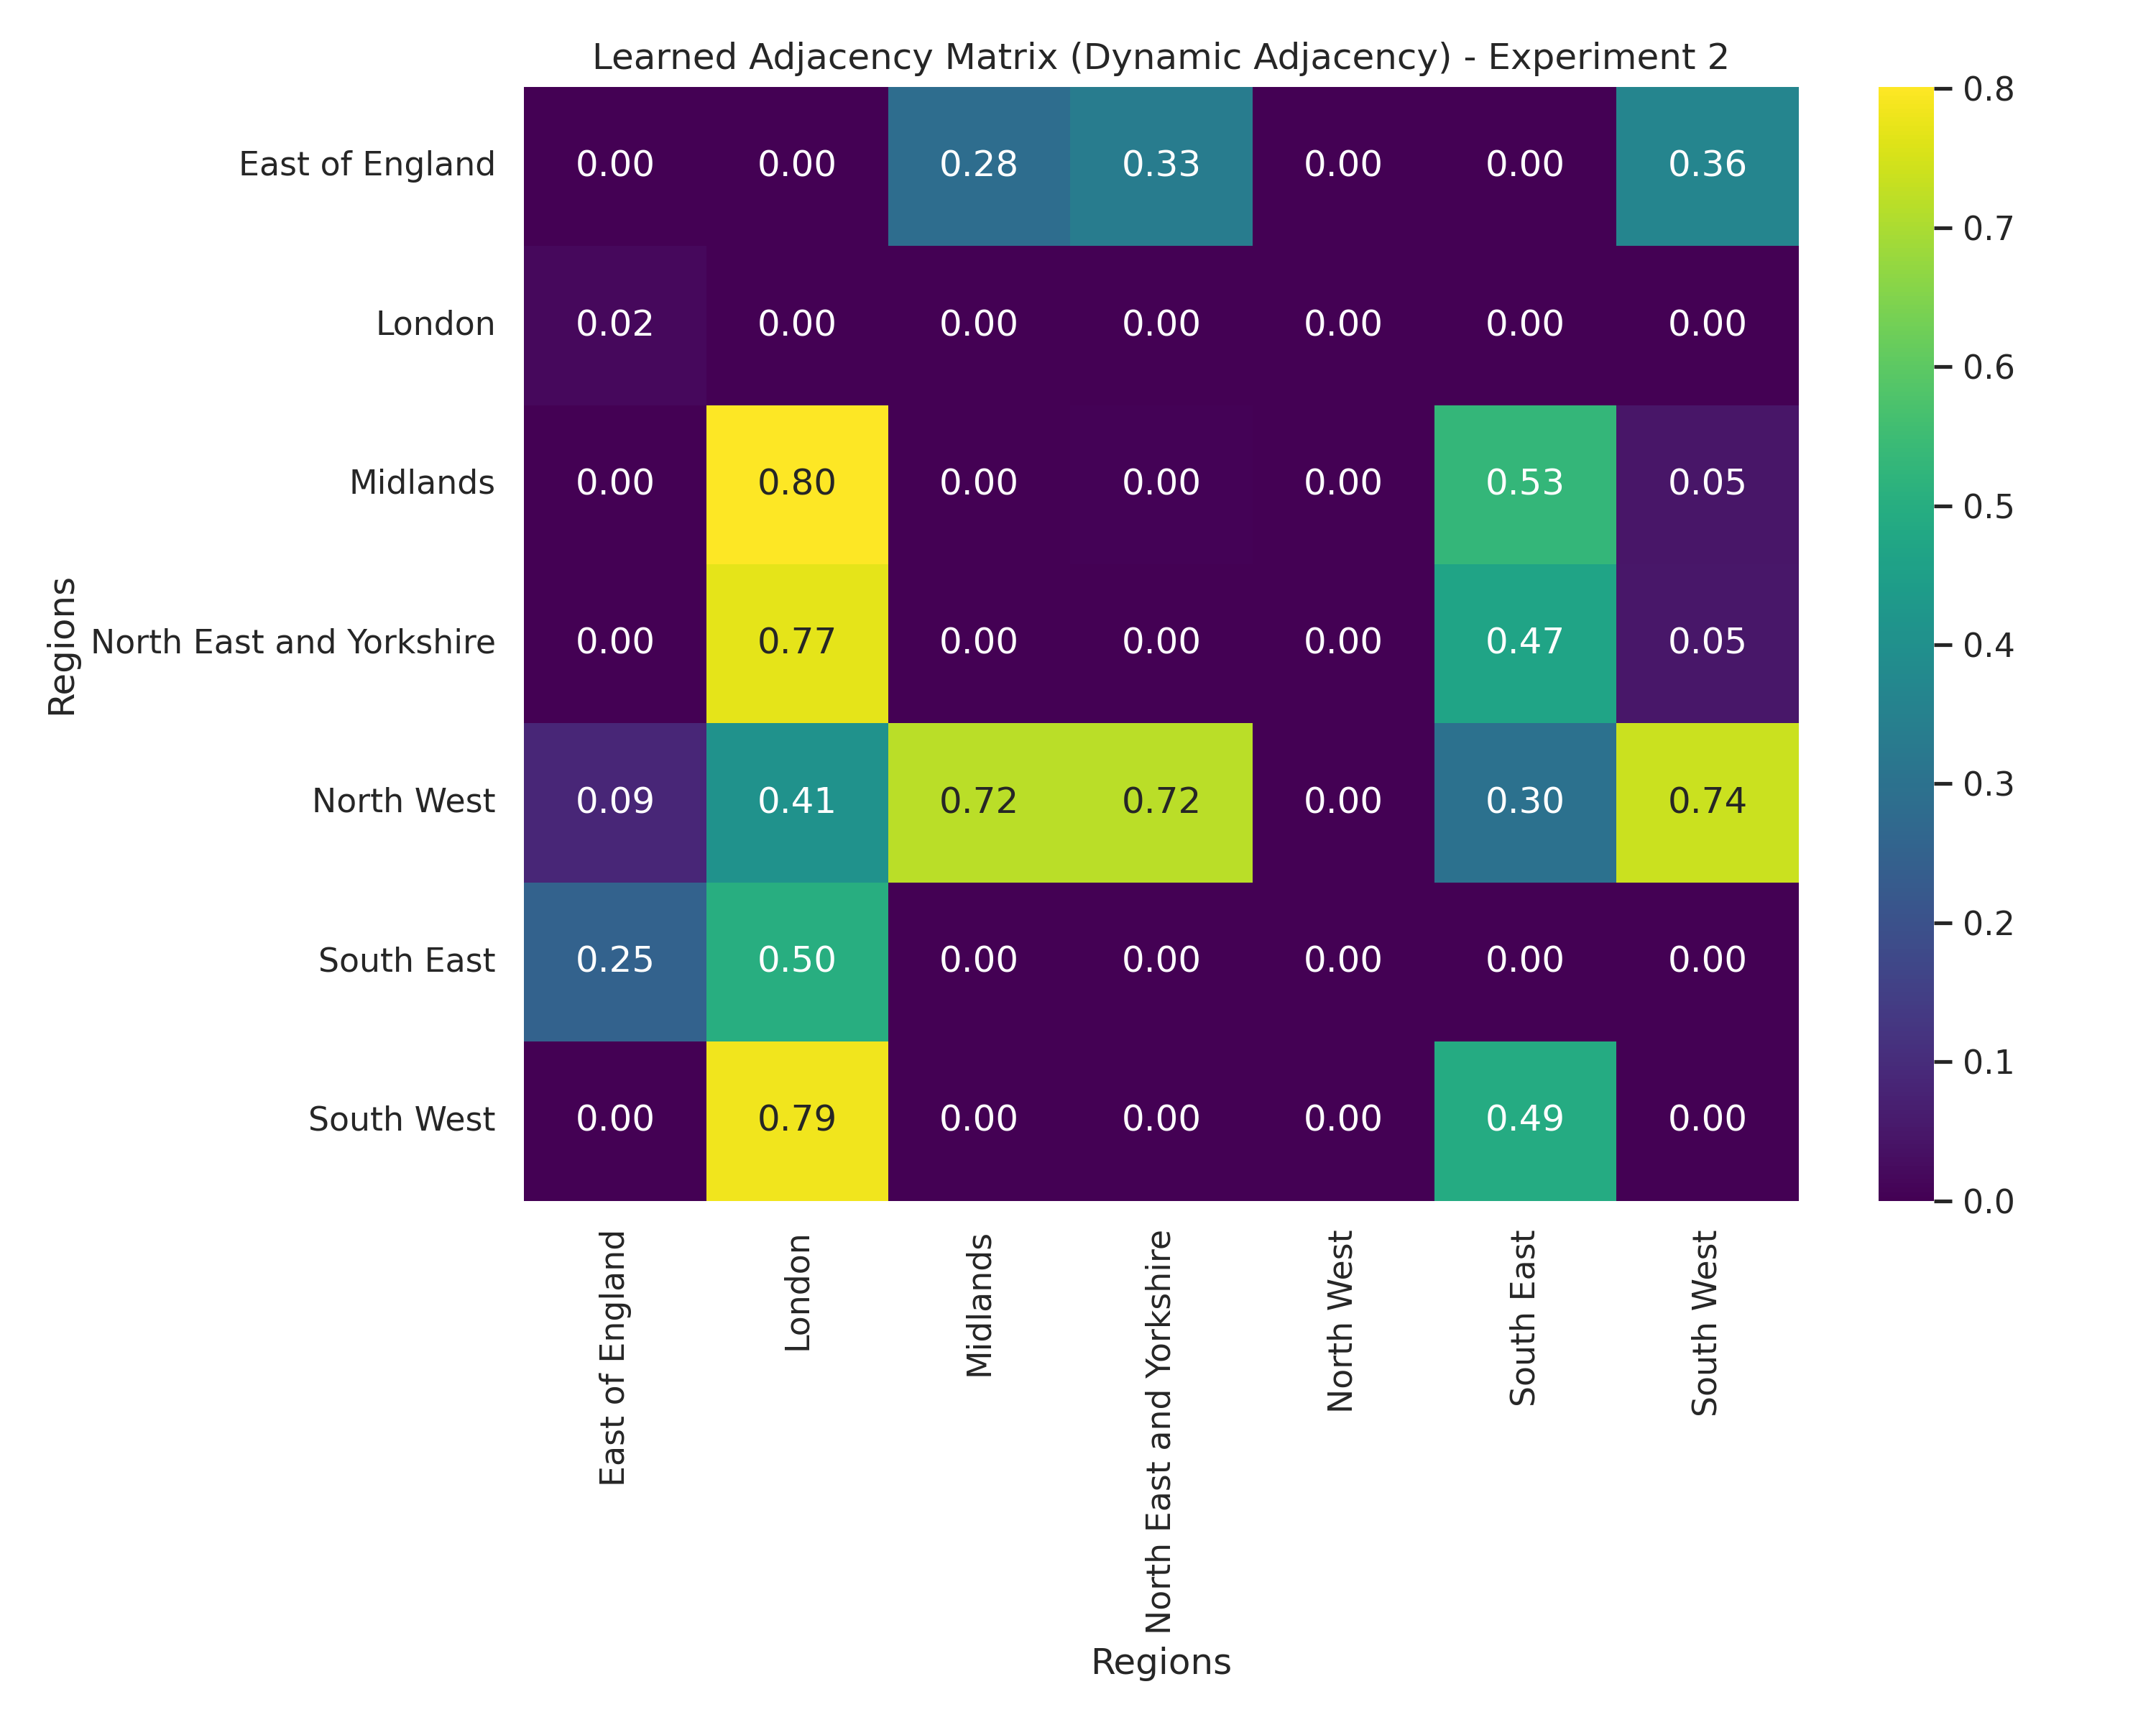 Learned Adjacency Matrix (Dynamic Adjacency) - Experiment 2
Regions
East of England 0.00 0.00 0.28 0.33 0.00 0.00 0.36
London 0.02 0.00 0.00 0.00 0.00 0.00 0.00
Midlands 0.00 0.80 0.00 0.00 0.00 0.53 0.05
North East and Yorkshire 0.00 0.77 0.00 0.00 0.00 0.47 0.05
North West 0.09 0.41 0.72 0.72 0.00 0.30 0.74
South East 0.25 0.50 0.00 0.00 0.00 0.00 0.00
South West 0.00 0.79 0.00 0.00 0.00 0.49 0.00
East of England
London
Midlands
North East and Yorkshire
North West
South East
South West
Regions
0.8
0.7
0.6
0.5
0.4
0.3
0.2
0.1
0.0